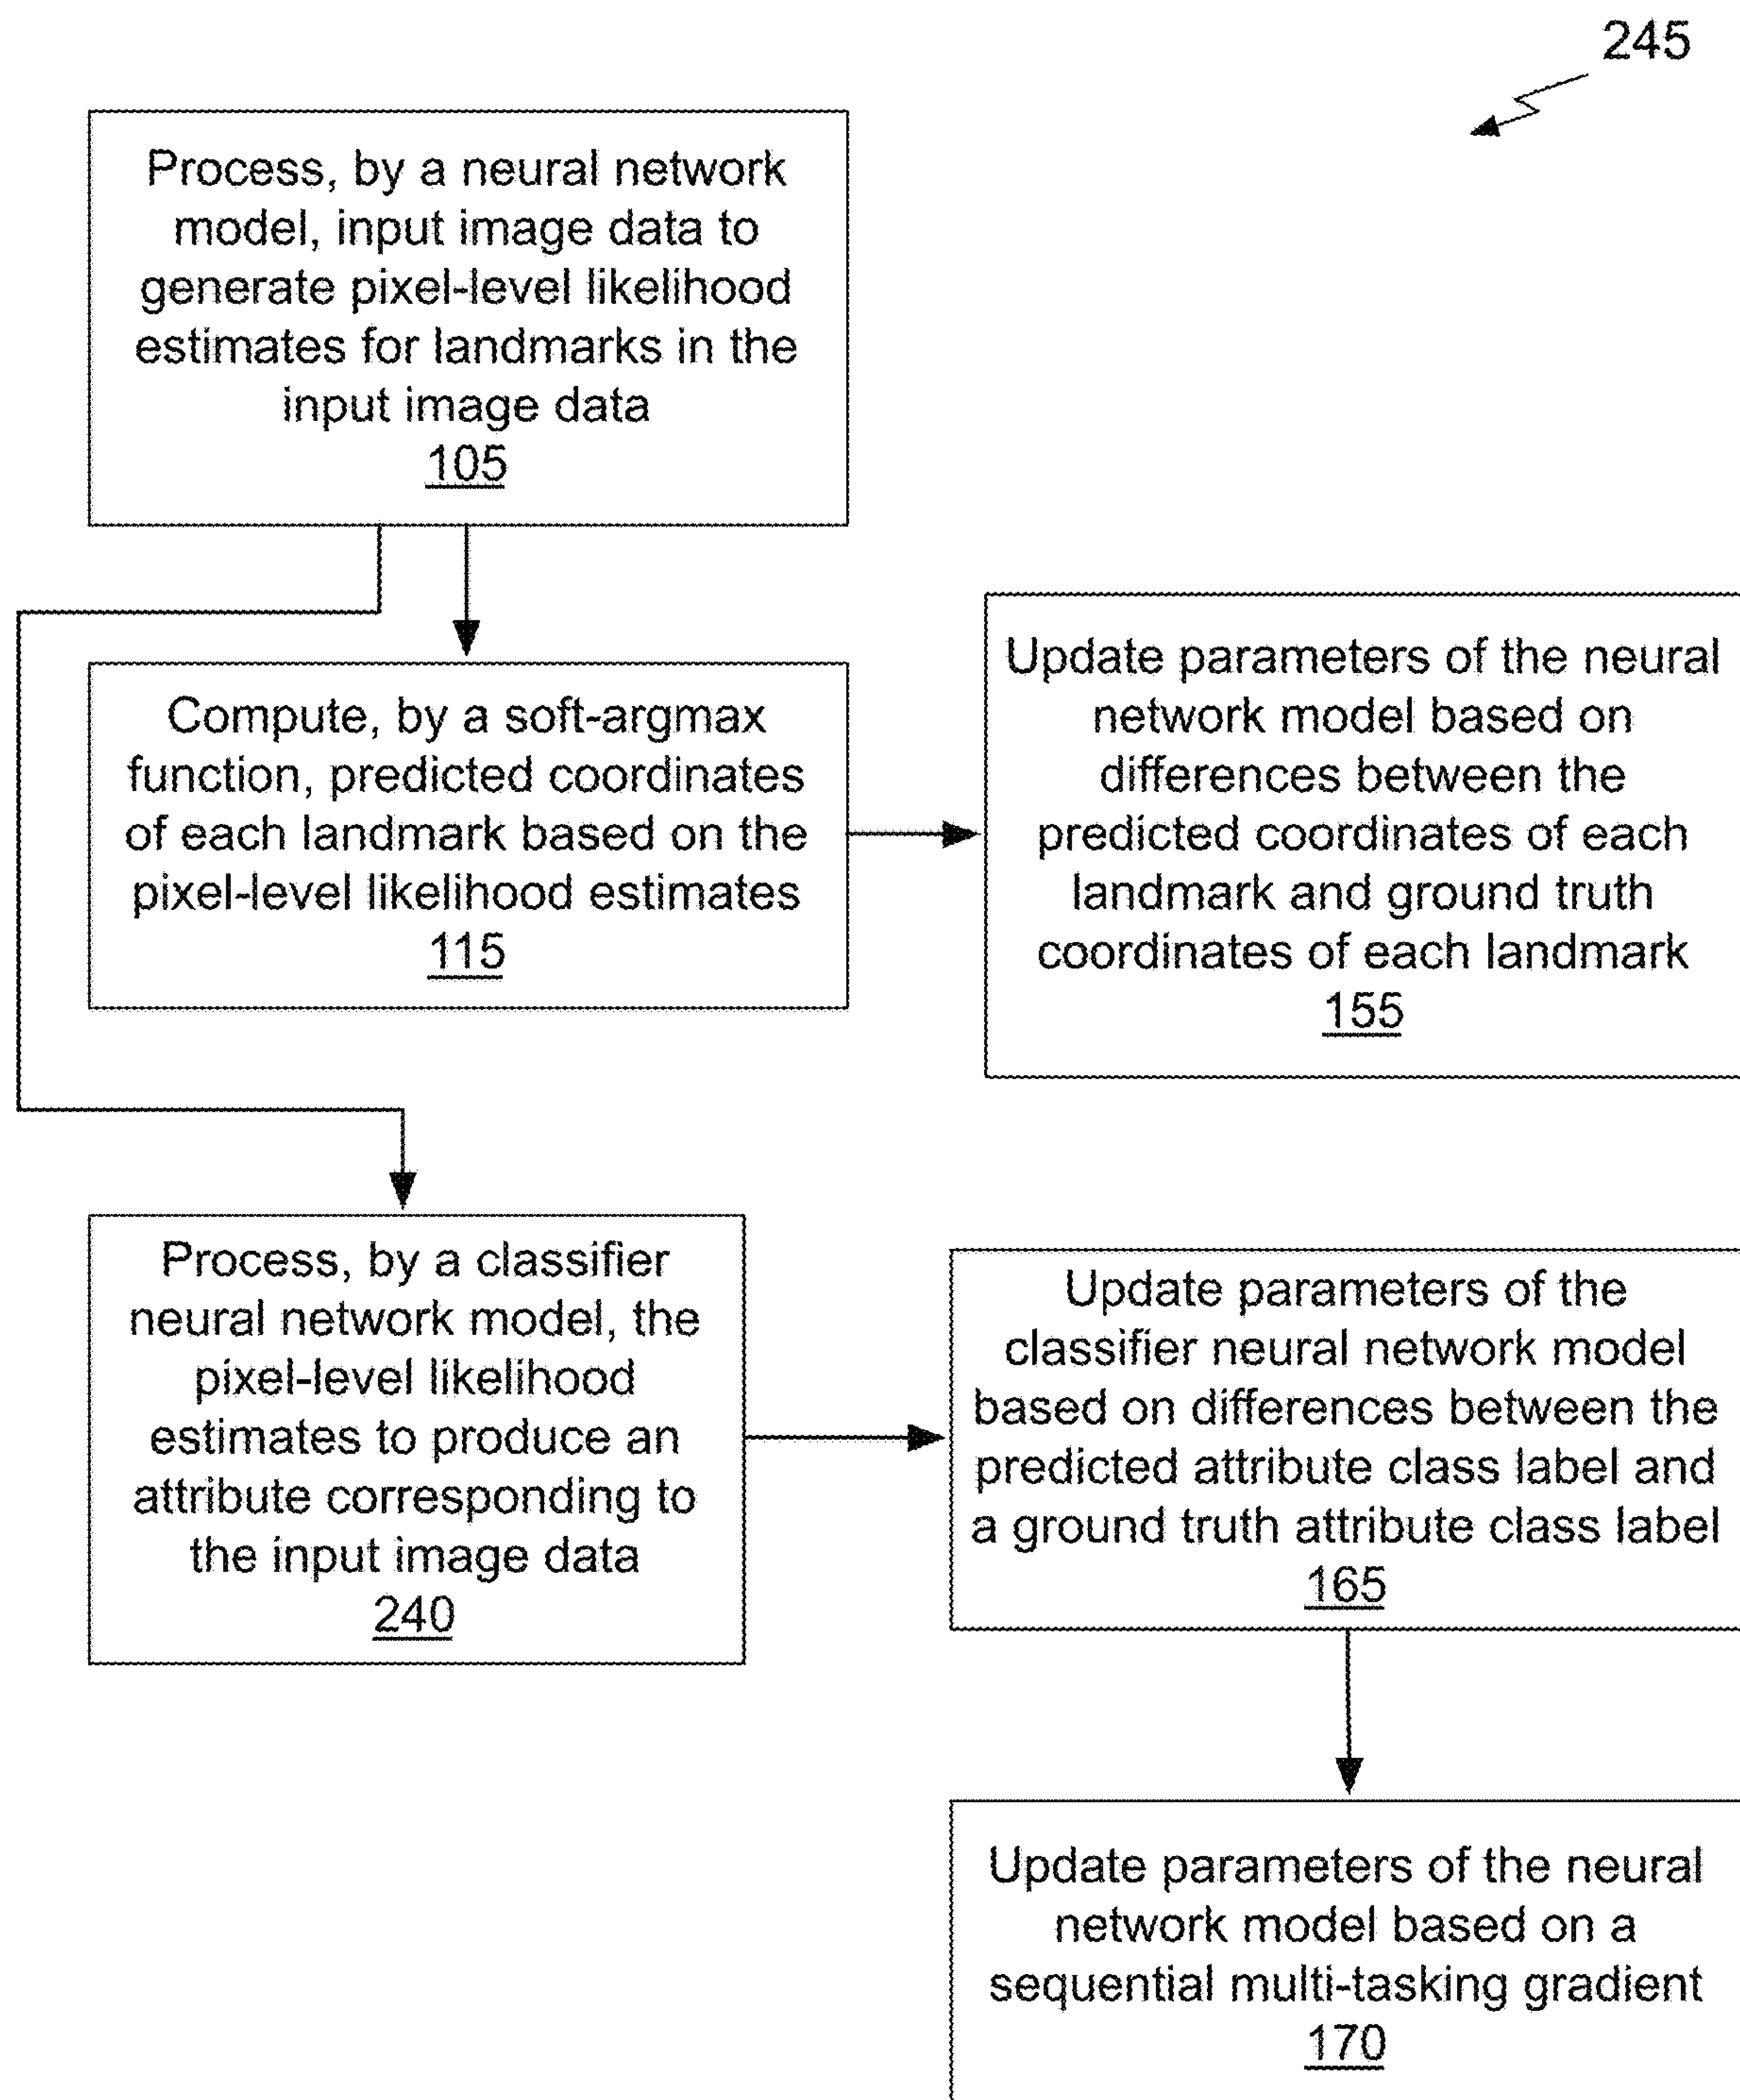 245
Process, by a neural network
model, input image data to
generate pixel-level likelihood
estimates for landmarks in the
input image data
105
Compute, by a soft-argmax
function, predicted coordinates
of each landmark based on the
pixel-level likelihood estimates
115
Update parameters of the neural
network model based on
differences between the
predicted coordinates of each
landmark and ground truth
coordinates of each landmark
155
Process, by a classifier
neural network model, the
pixel-level likelihood
estimates to produce an
attribute corresponding to
the input image data
240
Update parameters of the
classifier neural network model
based on differences between the
predicted attribute class label and
a ground truth attribute class label
165
Update parameters of the neural
network model based on a
sequential multi-tasking gradient
170